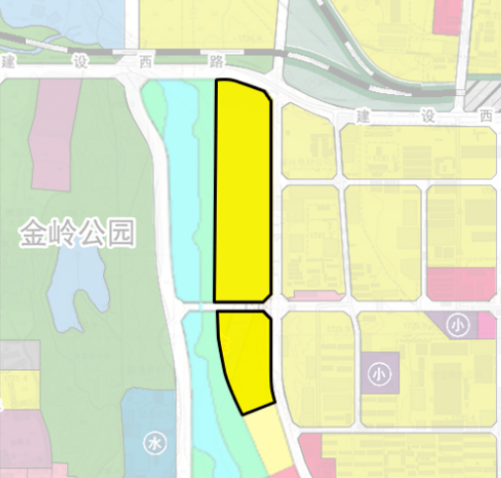 建 设 西 路
建 设 西
金岭公园
小
小
水